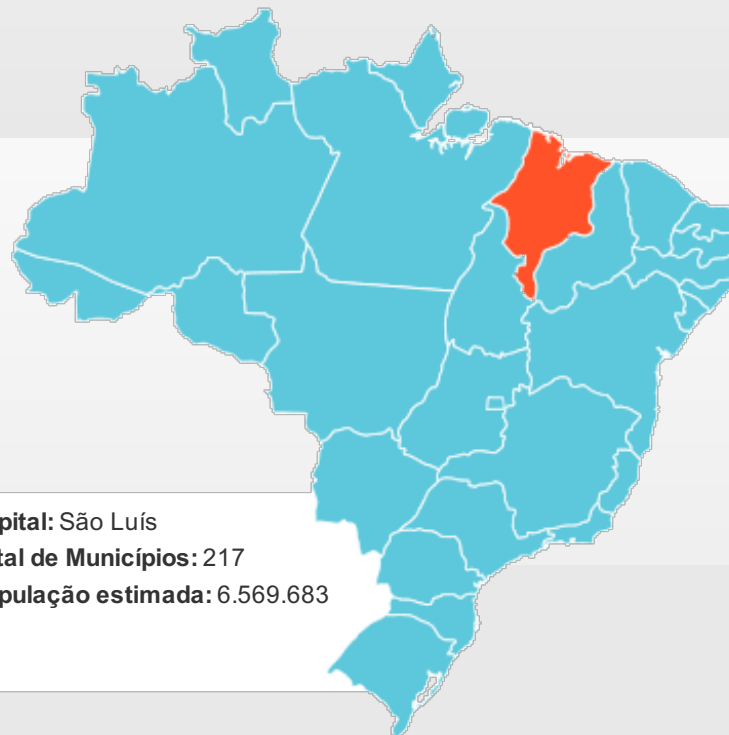 pital: São Luís
tal de Municípios: 217
pulação estimada: 6.569.683